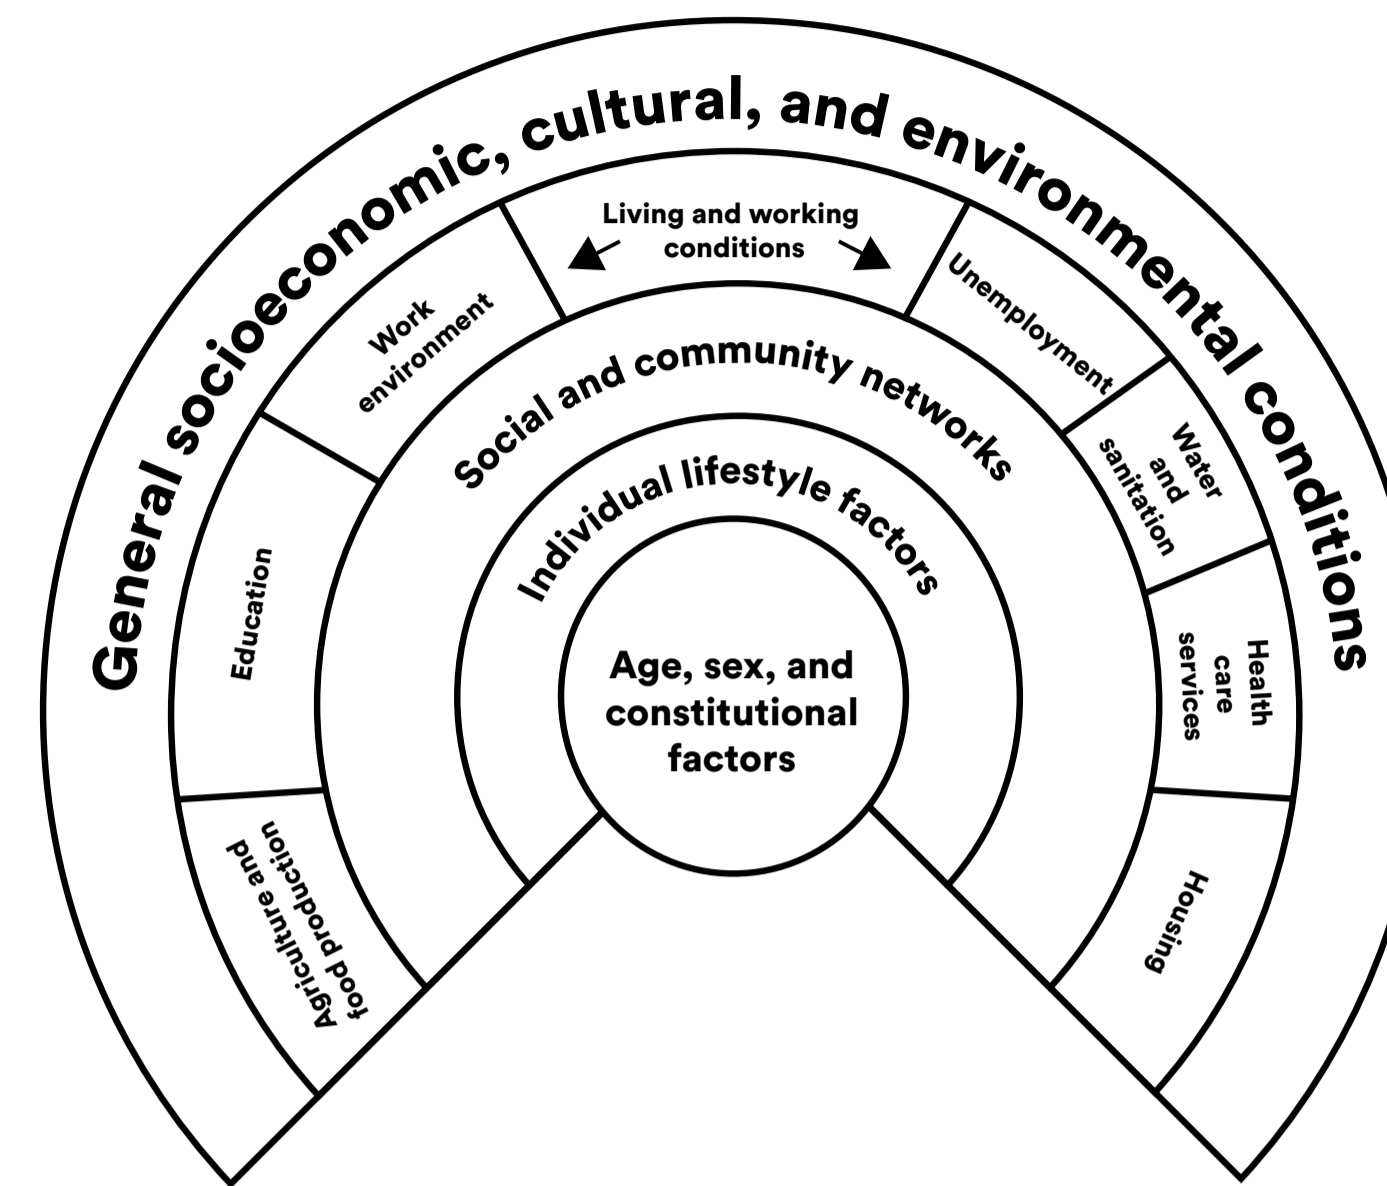 General socioeconomic, cultural, and environmental conditions
Living and working
conditions
Agriculture and
food production
Education
Work
environment
Unemployment
Water
and
sanitation
Health
care
services
Housing
Social and community networks
Individual lifestyle factors
Age, sex, and
constitutional
factors